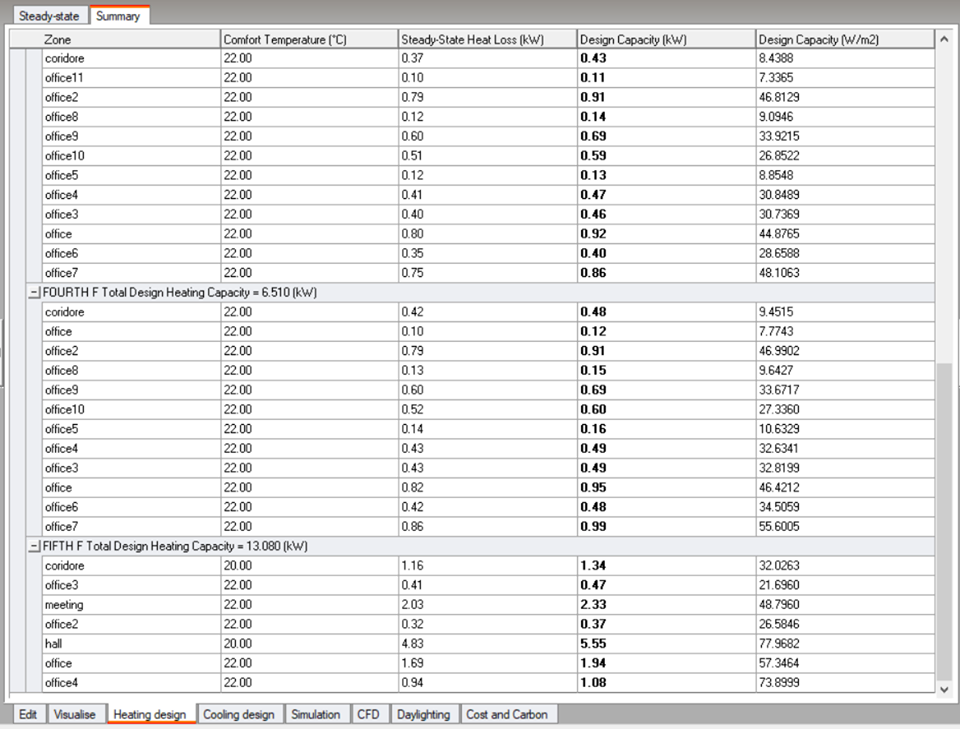 Steady-state Summary
Zone Comfort Temperature (°C) Steady-State Heat Loss (kW) Design Capacity (kW) Design Capacity (W/m2)
coridore 22.00 0.37 0.43 8.4388
office11 22.00 0.10 0.11 7.3365
office2 22.00 0.79 0.91 46.8129
office8 22.00 0.12 0.14 9.0946
office9 22.00 0.60 0.69 33.9215
office10 22.00 0.51 0.59 26.8522
office5 22.00 0.12 0.13 8.8548
office4 22.00 0.41 0.47 30.8489
office3 22.00 0.40 0.46 30.7369
office 22.00 0.80 0.92 44.8765
office6 22.00 0.35 0.40 28.6588
office7 22.00 0.75 0.86 48.1063
FOURTH F Total Design Heating Capacity = 6.510 (kW)
coridore 22.00 0.42 0.48 9.4515
office 22.00 0.10 0.12 7.7743
office2 22.00 0.79 0.91 46.9902
office8 22.00 0.13 0.15 9.6427
office9 22.00 0.60 0.69 33.6717
office10 22.00 0.52 0.60 27.3360
office5 22.00 0.14 0.16 10.6329
office4 22.00 0.43 0.49 32.6341
office3 22.00 0.43 0.49 32.8199
office 22.00 0.82 0.95 46.4212
office6 22.00 0.42 0.48 34.5059
office7 22.00 0.86 0.99 55.6005
FIFTH F Total Design Heating Capacity = 13.080 (kW)
coridore 20.00 1.16 1.34 32.0263
office3 22.00 0.41 0.47 21.6960
meeting 22.00 2.03 2.33 48.7960
office2 22.00 0.32 0.37 26.5846
hall 20.00 4.83 5.55 77.9682
office 22.00 1.69 1.94 57.3464
office4 22.00 0.94 1.08 73.8999
Edit Visualise Heating design Cooling design Simulation CFD Daylighting Cost and Carbon